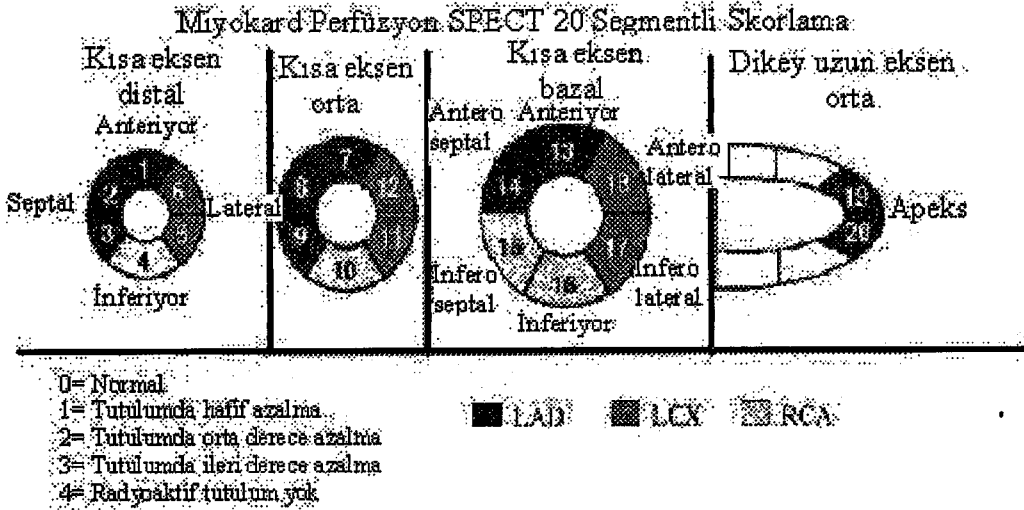 Miyokard Perfüzyon SPECT 20 Segmentli Skorlama
Kısa eksen
distal
Anteriyor
Septal
Lateral
İnferiyor
1
2
3
4
5
6
Kısa eksen
orta
7
8
9
10
11
12
Kısa eksen
bazal
Antero
septal
Anteriyor
Antero
lateral
İnfero
septal
İnferiyor
İnfero
lateral
13
14
15
16
17
18
Dikey uzun eksen
orta
19
20
Apeks
0= Normal
1= Tutulumda hafif azalma
2= Tutulumda orta derece azalma
3= Tutulumda ileri derece azalma
4= Radyoaktif tutulum yok
LAD
LCX
RCA